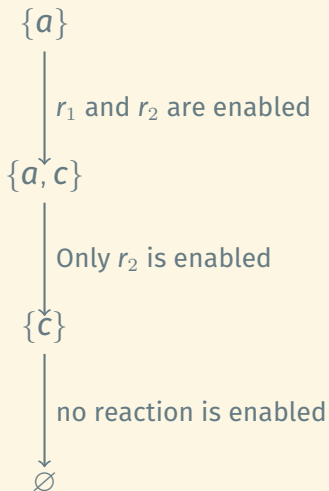 {a}
r₁ and r₂ are enabled
{a, c}
Only r₂ is enabled
{c}
no reaction is enabled
∅